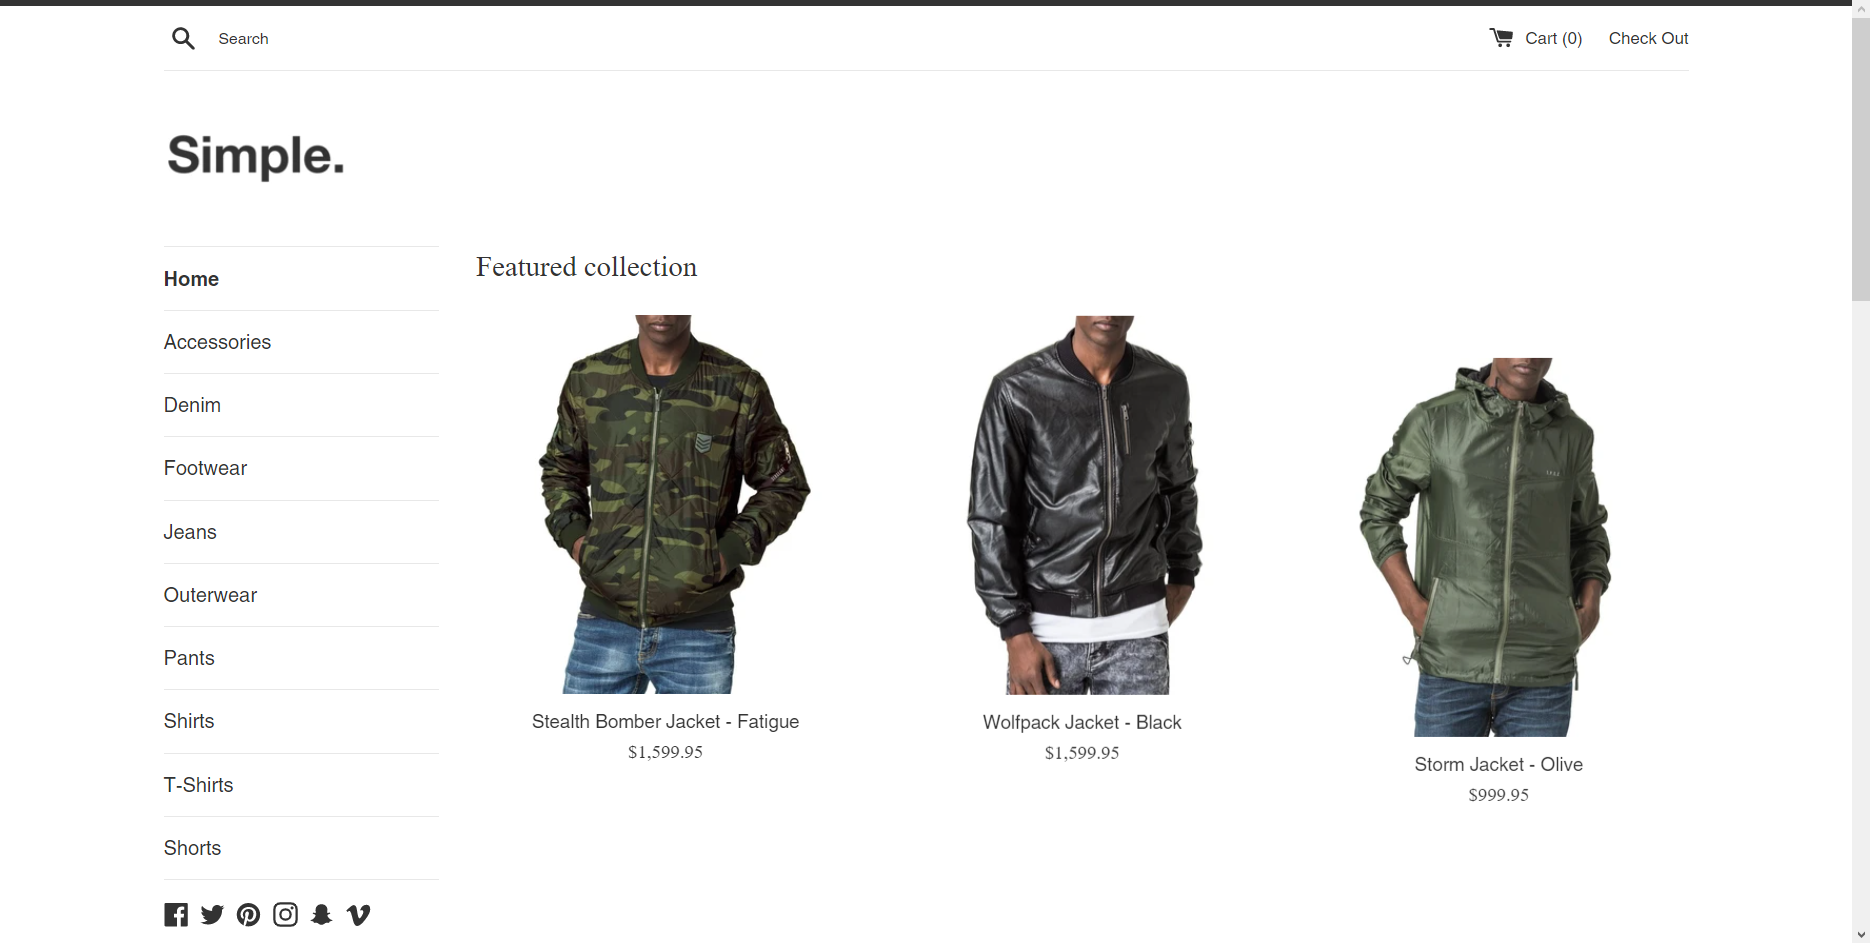 Search
Cart (0) Check Out
Simple.
Home
Accessories
Denim
Footwear
Jeans
Outerwear
Pants
Shirts
T-Shirts
Shorts
Featured collection
Stealth Bomber Jacket - Fatigue
$1,599.95
Wolfpack Jacket - Black
$1,599.95
Storm Jacket - Olive
$999.95